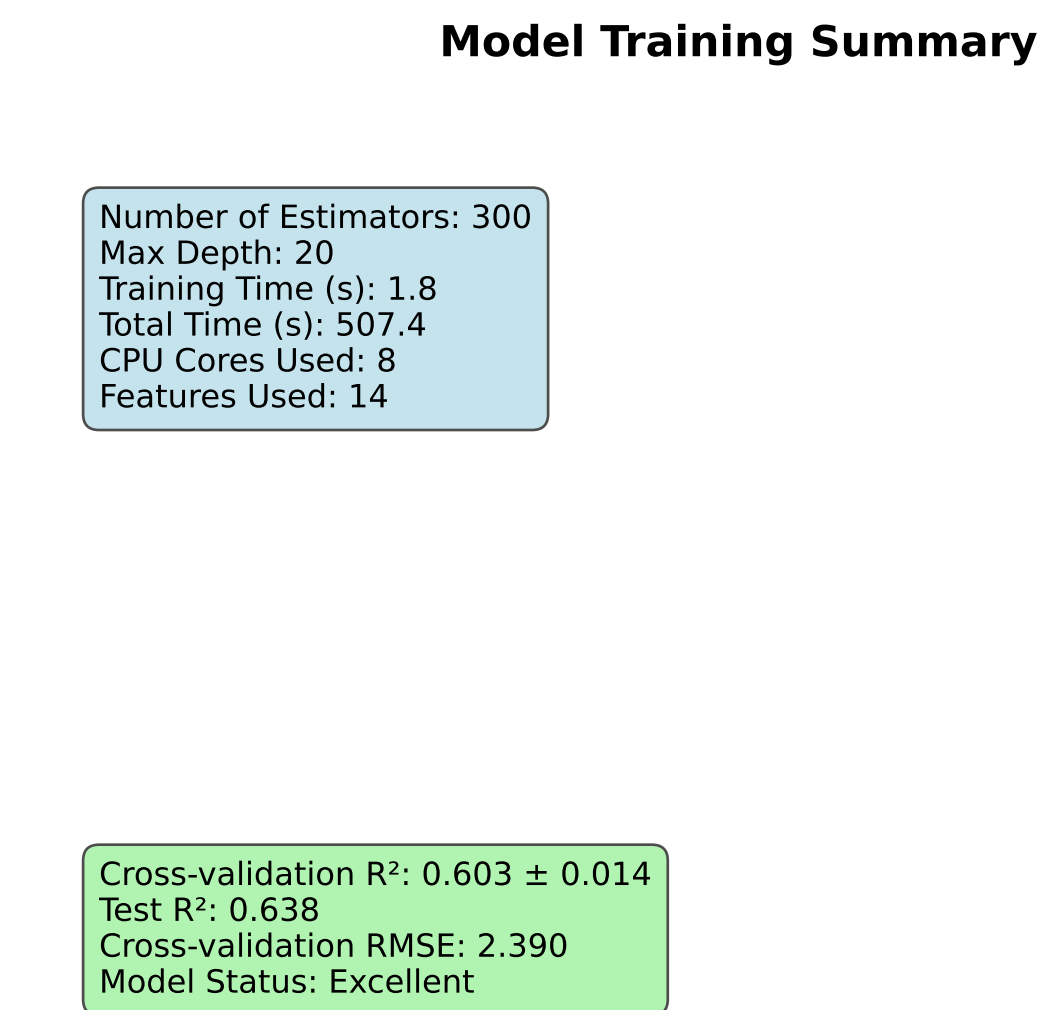 Model Training Summary
Number of Estimators: 300
Max Depth: 20
Training Time (s): 1.8
Total Time (s): 507.4
CPU Cores Used: 8
Features Used: 14
Cross-validation R²: 0.603 ± 0.014
Test R²: 0.638
Cross-validation RMSE: 2.390
Model Status: Excellent